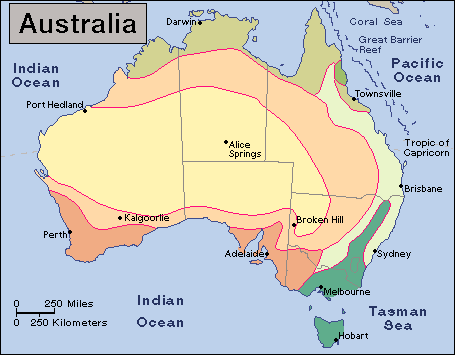 Australia
Darwin
Coral Sea
Great Barrier
Reef
Indian
Ocean
Pacific
Ocean
Port Hedland
Townsville
Tropic of
Capricorn
Alice
Springs
Brisbane
Kalgoorlie
Broken Hill
Perth
Adelaide
Sydney
Melbourne
0 250 Miles
0 250 Kilometers
Indian
Ocean
Tasman
Sea
Hobart